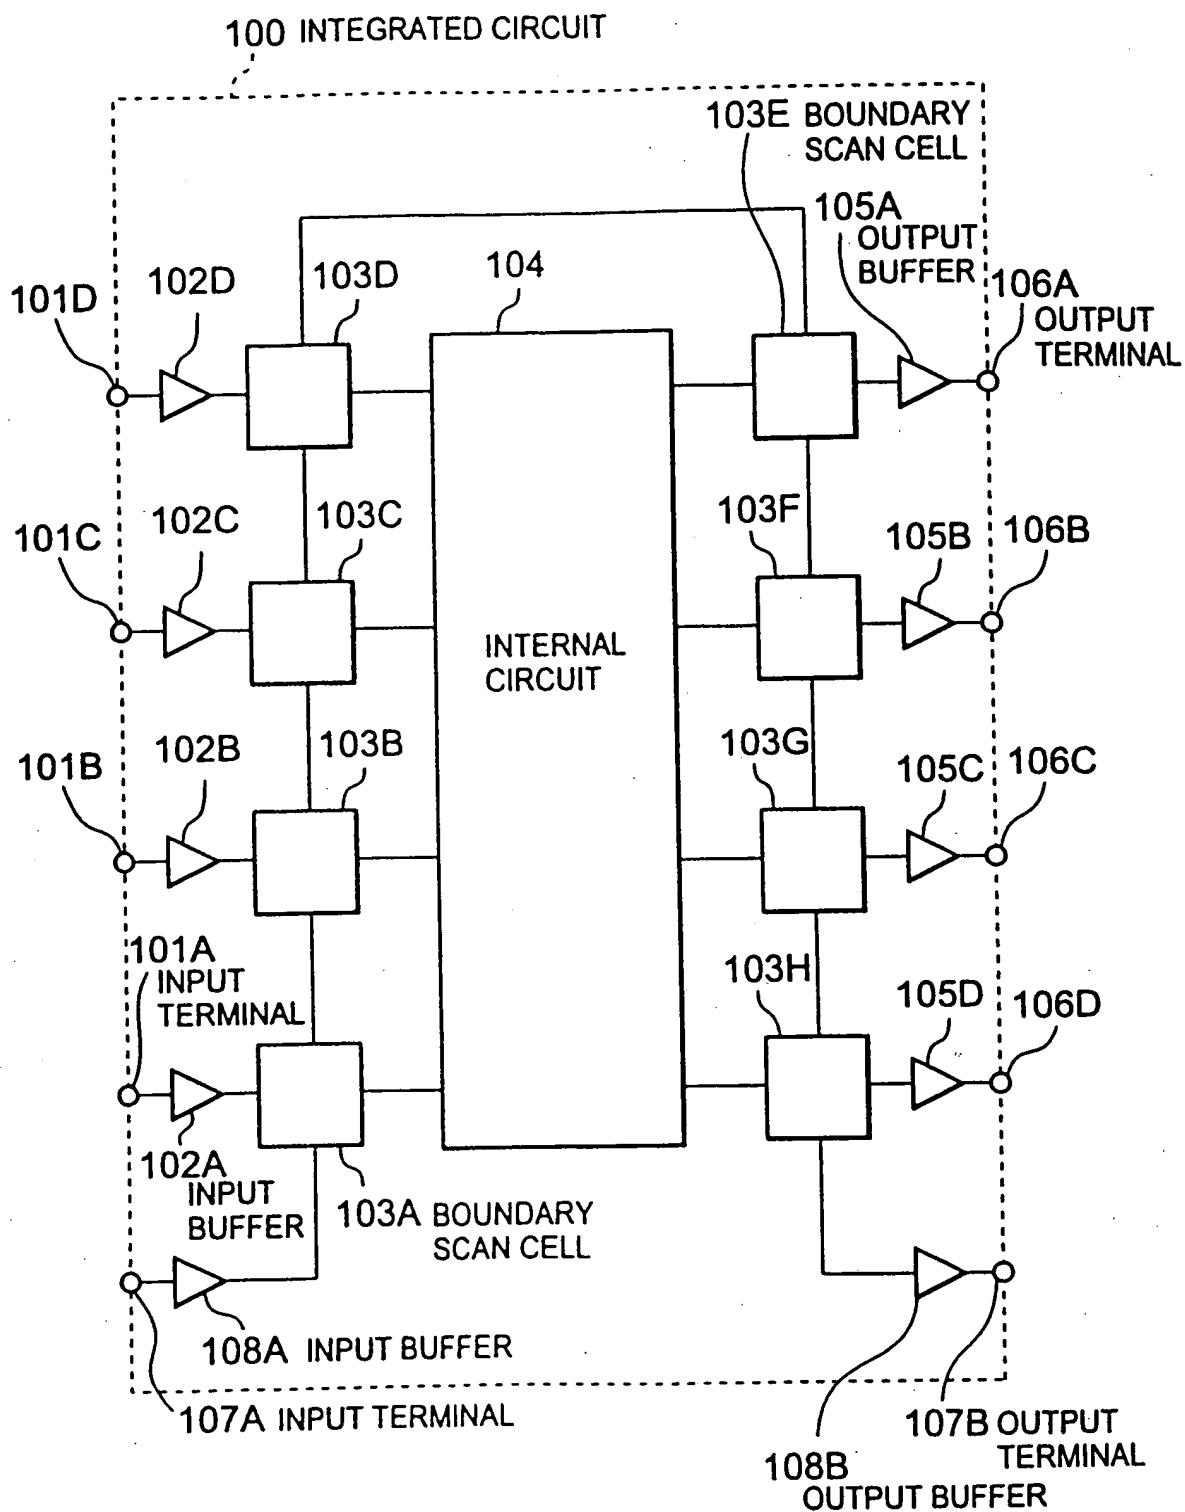 100 INTEGRATED CIRCUIT
103E BOUNDARY
SCAN CELL
105A
OUTPUT
BUFFER
103D
104
102D
101D
106A
OUTPUT
TERMINAL
103C
103F
102C
101C
105B
106B
INTERNAL
CIRCUIT
103B
103G
102B
101B
105C
106C
101A
INPUT
TERMINAL
103H
105D
106D
102A
INPUT
BUFFER
103A BOUNDARY
SCAN CELL
108A INPUT BUFFER
107A INPUT TERMINAL
107B OUTPUT
TERMINAL
108B
OUTPUT BUFFER